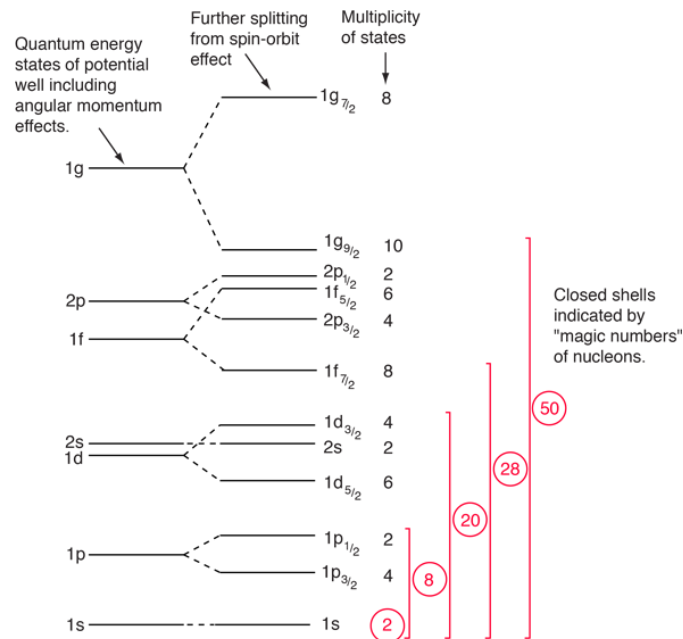 Quantum energy
states of potential
well including
angular momentum
effects.
Further splitting
from spin-orbit
effect
Multiplicity
of states
1g
1g7/2 8
1g9/2 10
2p
2p1/2 2
1f5/2 6
2p3/2 4
1f
1f7/2 8
Closed shells
indicated by
"magic numbers"
of nucleons.
50
1d3/2 4
2s
2s 2
1d
1d5/2 6
28
20
1p
1p1/2 2
1p3/2 4
8
1s
1s
2